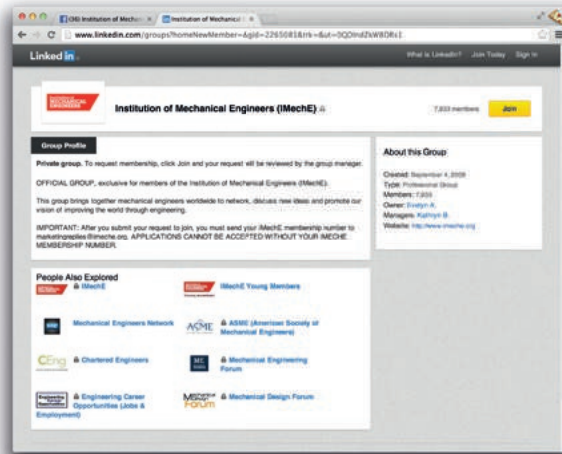 (36) Institution of Mechan
Institution of Mechanical
www.linkedin.com/groups?homeNewMember=&gid=2265081&trk=&ut=
Linked in
What is LinkedIn? Join Today Sign In
INSTITUTION OF
MECHANICAL
ENGINEERS
Institution of Mechanical Engineers (IMechE)
7,833 members
Join
Group Profile
Private group. To request membership, click Join and your request will be reviewed by the group manager.
OFFICIAL GROUP, exclusive for members of the Institution of Mechanical Engineers (IMechE).
This group brings together mechanical engineers worldwide to network, discuss new ideas and promote our
vision of improving the world through engineering.
IMPORTANT: After you submit your request to join, you must send your IMechE membership number to
marketingreplies@imeche.org. APPLICATIONS CANNOT BE ACCEPTED WITHOUT YOUR IMECHE
MEMBERSHIP NUMBER.
About this Group
Created: September 4, 2009
Type: Professional Group
Members: 7,833
Owner: Evelyn A.
Managers: Kathryn B.
Website: http://www.imeche.org
People Also Explored
IMechE
IMechE Young Members
Mechanical Engineers Network
ASME
ASME (American Society of
Mechanical Engineers)
CEng
Chartered Engineers
Mechanical Engineering
Forum
Engineering Career
Opportunities (Jobs &
Employment)
Forum
Mechanical Design Forum